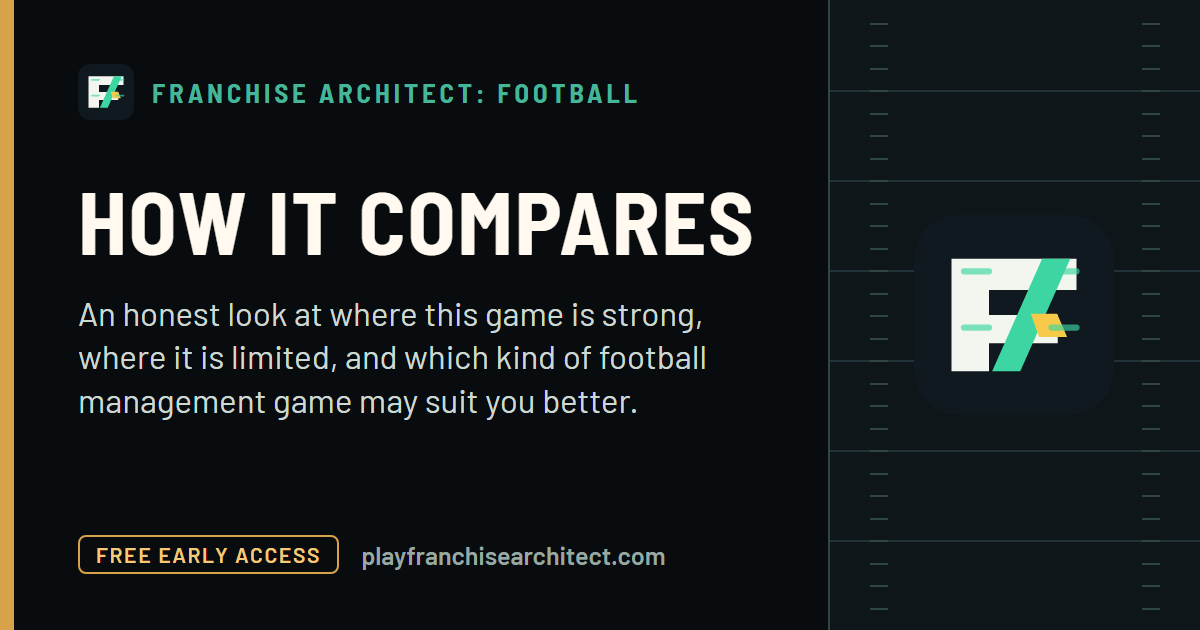 FRANCHISE ARCHITECT: FOOTBALL
HOW IT COMPARES
An honest look at where this game is strong,
where it is limited, and which kind of football
management game may suit you better.
FREE EARLY ACCESS
playfranchisearchitect.com